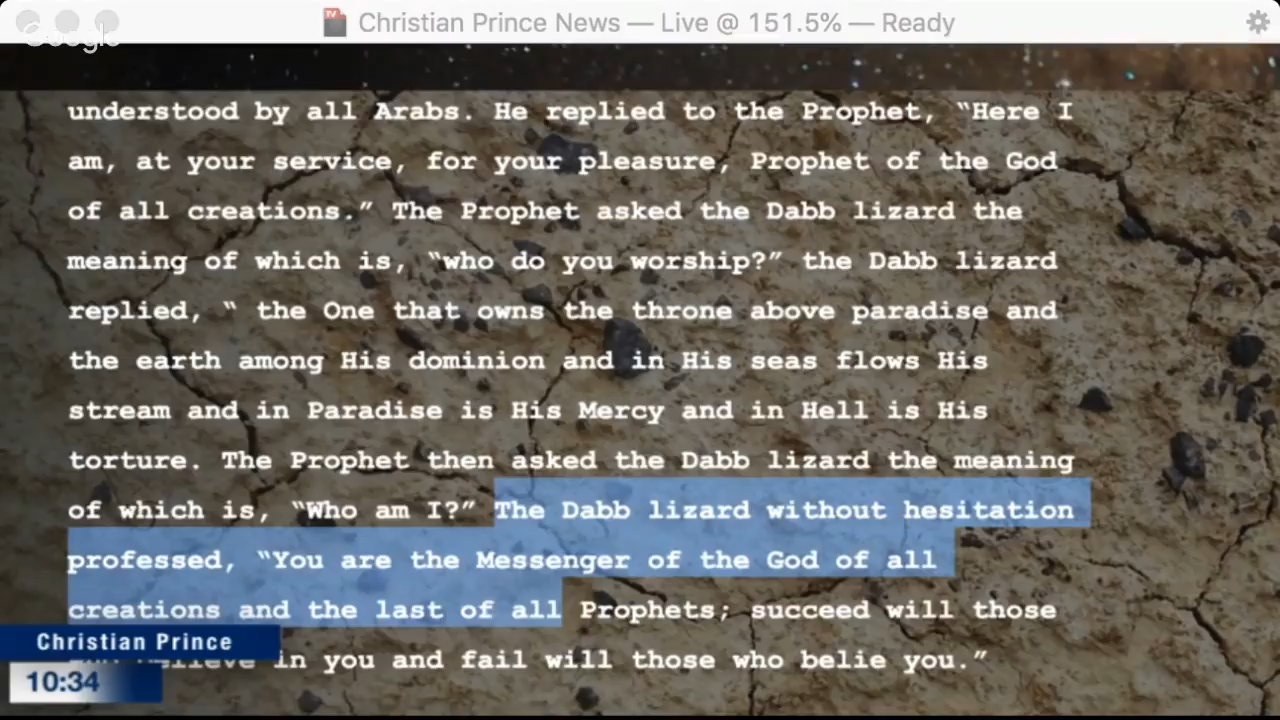 Christian Prince News — Live @ 151.5% — Ready
Google
understood by all Arabs. He replied to the Prophet, “Here I
am, at your service, for your pleasure, Prophet of the God
of all creations.” The Prophet asked the Dabb lizard the
meaning of which is, “who do you worship?” the Dabb lizard
replied, “ the One that owns the throne above paradise and
the earth among His dominion and in His seas flows His
stream and in Paradise is His Mercy and in Hell is His
torture. The Prophet then asked the Dabb lizard the meaning
of which is, “Who am I?” The Dabb lizard without hesitation
professed, “You are the Messenger of the God of all
creations and the last of all Prophets; succeed will those
believe in you and fail will those who belie you.”
Christian Prince
10:34